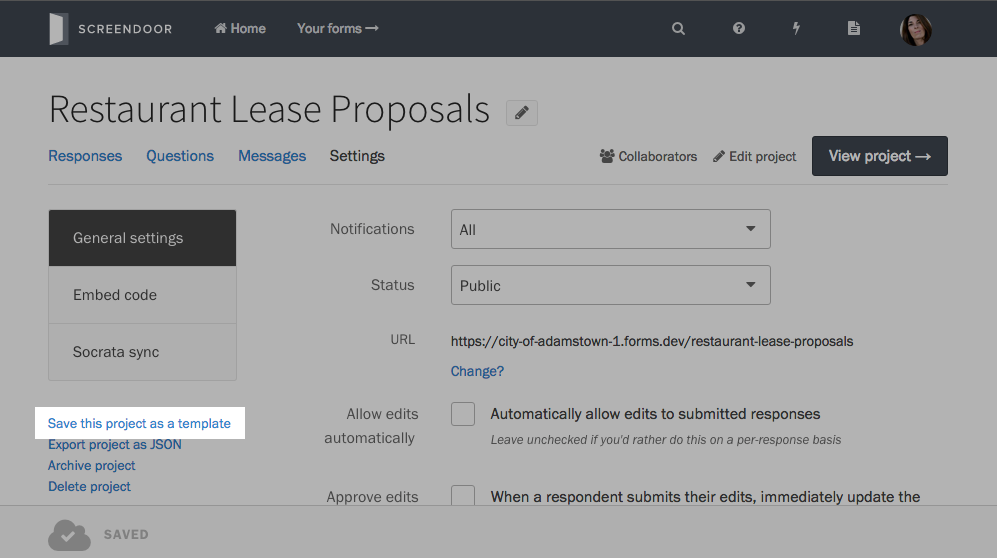 SCREENDOOR Home Your forms →
Restaurant Lease Proposals
Responses Questions Messages Settings Collaborators Edit project View project →
General settings
Embed code
Socrata sync
Save this project as a template
Export project as JSON
Archive project
Delete project
Notifications All
Status Public
URL https://city-of-adamstown-1.forms.dev/restaurant-lease-proposals
Change?
Allow edits
automatically
Automatically allow edits to submitted responses
Leave unchecked if you'd rather do this on a per-response basis
Approve edits When a respondent submits their edits, immediately update the
SAVED